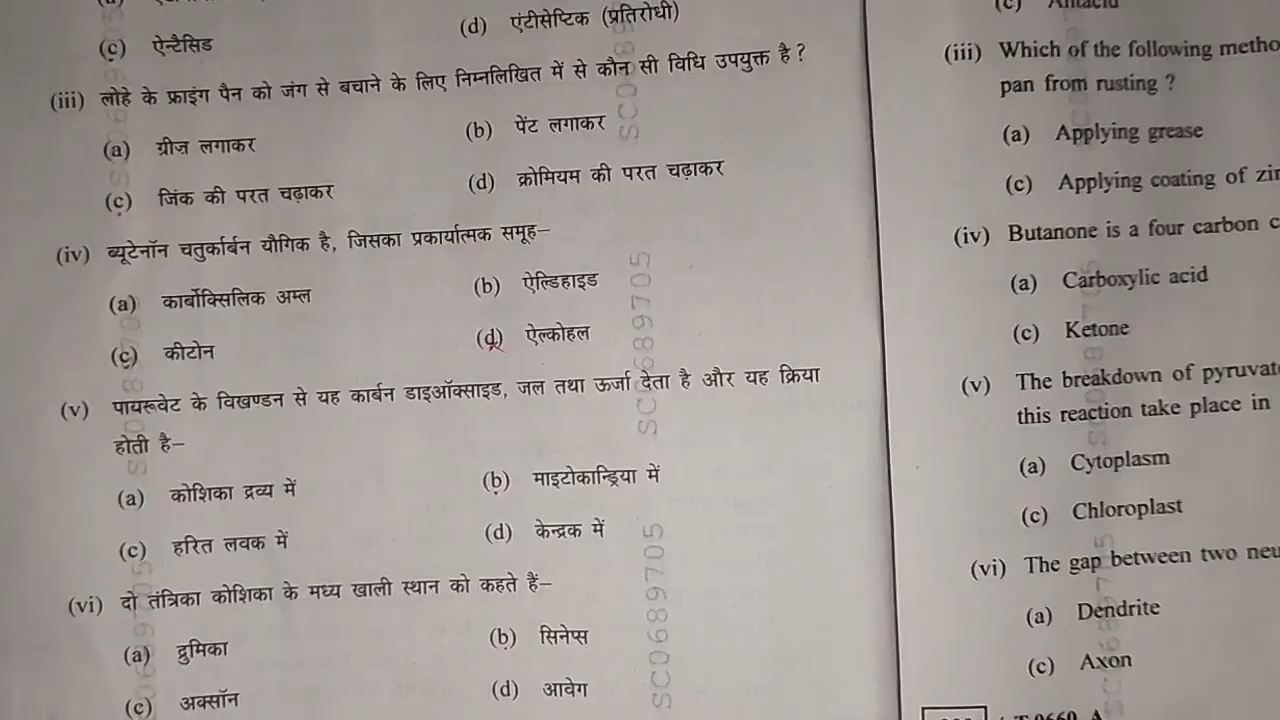 (c) ऐन्टैसिड
(d) एंटीसेप्टिक (प्रतिरोधी)
(iii) लोहे के फ्राइंग पैन को जंग से बचाने के लिए निम्नलिखित में से कौन सी विधि उपयुक्त है ?
(a) ग्रीज लगाकर
(b) पेंट लगाकर
(c) जिंक की परत चढ़ाकर
(d) क्रोमियम की परत चढ़ाकर
(iv) ब्यूटेनॉन चतुर्कार्बन यौगिक है, जिसका प्रकार्यात्मक समूह–
(a) कार्बोक्सिलिक अम्ल
(b) ऐल्डिहाइड
(c) कीटोन
(d) ऐल्कोहल
(v) पायरूवेट के विखण्डन से यह कार्बन डाइऑक्साइड, जल तथा ऊर्जा देता है और यह क्रिया
होती है–
(a) कोशिका द्रव्य में
(b) माइटोकान्ड्रिया में
(c) हरित लवक में
(d) केन्द्रक में
(vi) दो तंत्रिका कोशिका के मध्य खाली स्थान को कहते हैं–
(a) द्रुमिका
(b) सिनेप्स
(c) अक्सॉन
(d) आवेग
SC0689705
SC0689705
(c) Antacid
(iii) Which of the following metho
pan from rusting ?
(a) Applying grease
(c) Applying coating of zin
(iv) Butanone is a four carbon c
(a) Carboxylic acid
(c) Ketone
(v) The breakdown of pyruvate
this reaction take place in
(a) Cytoplasm
(c) Chloroplast
(vi) The gap between two neu
(a) Dendrite
(c) Axon